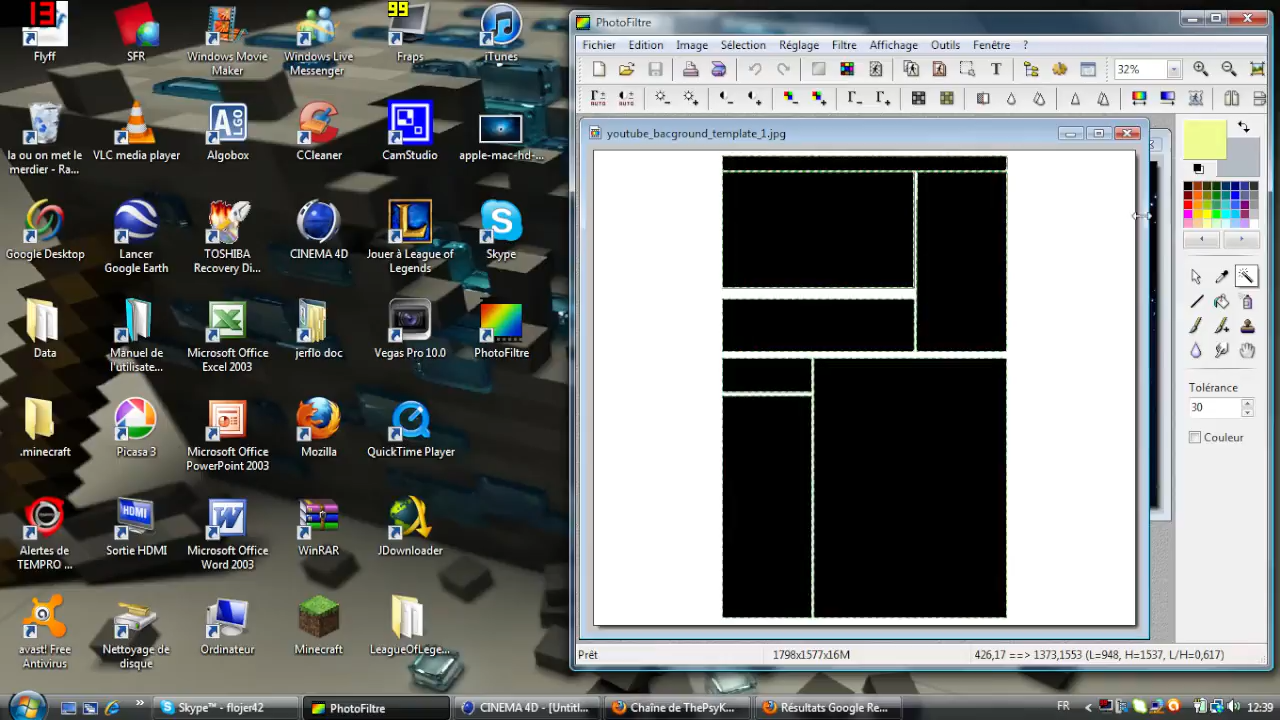 13
99
Flyff
SFR
Windows Movie
Maker
Windows Live
Messenger
Fraps
iTunes
la ou on met le
merdier - Ra...
VLC media player
ALGO
Algobox
CCleaner
CamStudio
apple-mac-hd-...
Google Desktop
Lancer
Google Earth
TOSHIBA
Recovery Di...
CINEMA 4D
Jouer à League of
Legends
Skype
Data
Manuel de
l'utilisate...
Microsoft Office
Excel 2003
jerflo doc
Vegas Pro 10.0
PhotoFiltre
.minecraft
Picasa 3
Microsoft Office
PowerPoint 2003
Mozilla
QuickTime Player
Alertes de
TEMPRO ...
HDMI
Sortie HDMI
Microsoft Office
Word 2003
WinRAR
JDownloader
avast! Free
Antivirus
Nettoyage de
disque
Ordinateur
Minecraft
LeagueOfLege...
PhotoFiltre
Fichier Edition Image Sélection Réglage Filtre Affichage Outils Fenêtre ?
32%
AUTO AUTO
youtube_bacground_template_1.jpg
Tolérance
30
Couleur
Prêt 1798x1577x16M 426,17 ==> 1373,1553 (L=948, H=1537, L/H=0,617)
Skype™ - flojer42
PhotoFiltre
CINEMA 4D - [Untitl...
Chaîne de ThePsyK...
Résultats Google Re...
FR
12:39